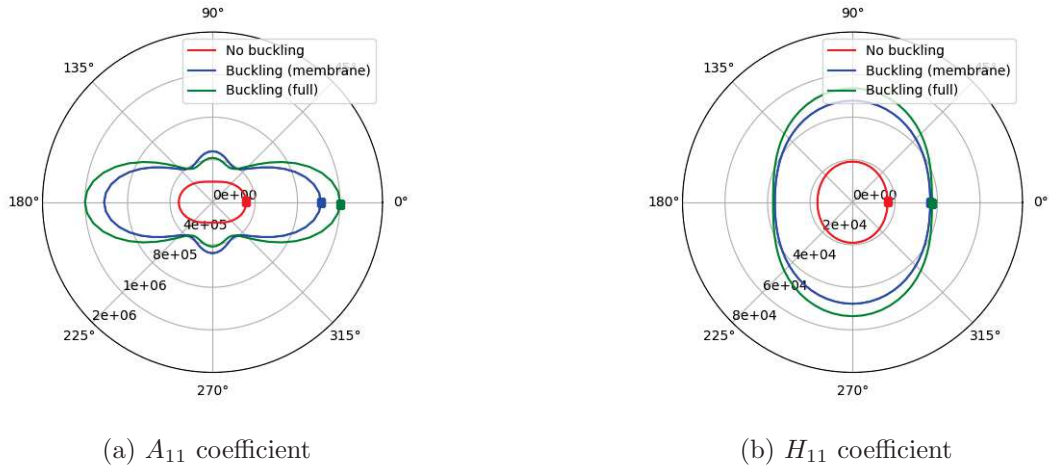 90°
135°
No buckling
Buckling (membrane)
Buckling (full)
180°
0e+00
0°
4e+05
8e+05
1e+06
2e+06
225°
315°
270°
(a) A₁₁ coefficient
90°
135°
No buckling
Buckling (membrane)
Buckling (full)
45°
180°
0e+00
0°
2e+04
4e+04
6e+04
8e+04
225°
315°
270°
(b) H₁₁ coefficient